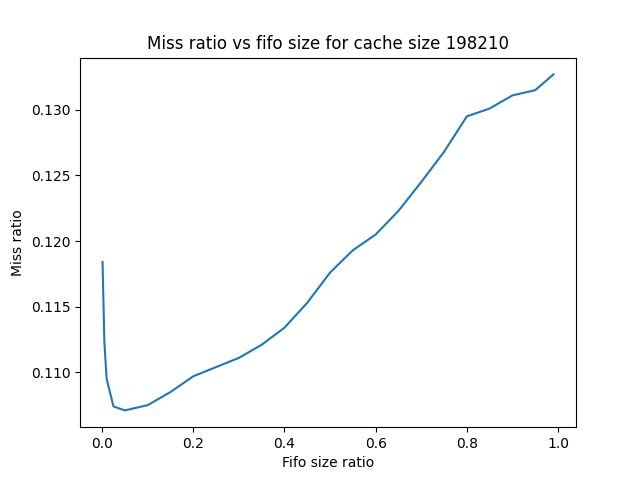 Miss ratio vs fifo size for cache size 198210
Miss ratio
0.130
0.125
0.120
0.115
0.110
0.0 0.2 0.4 0.6 0.8 1.0
Fifo size ratio